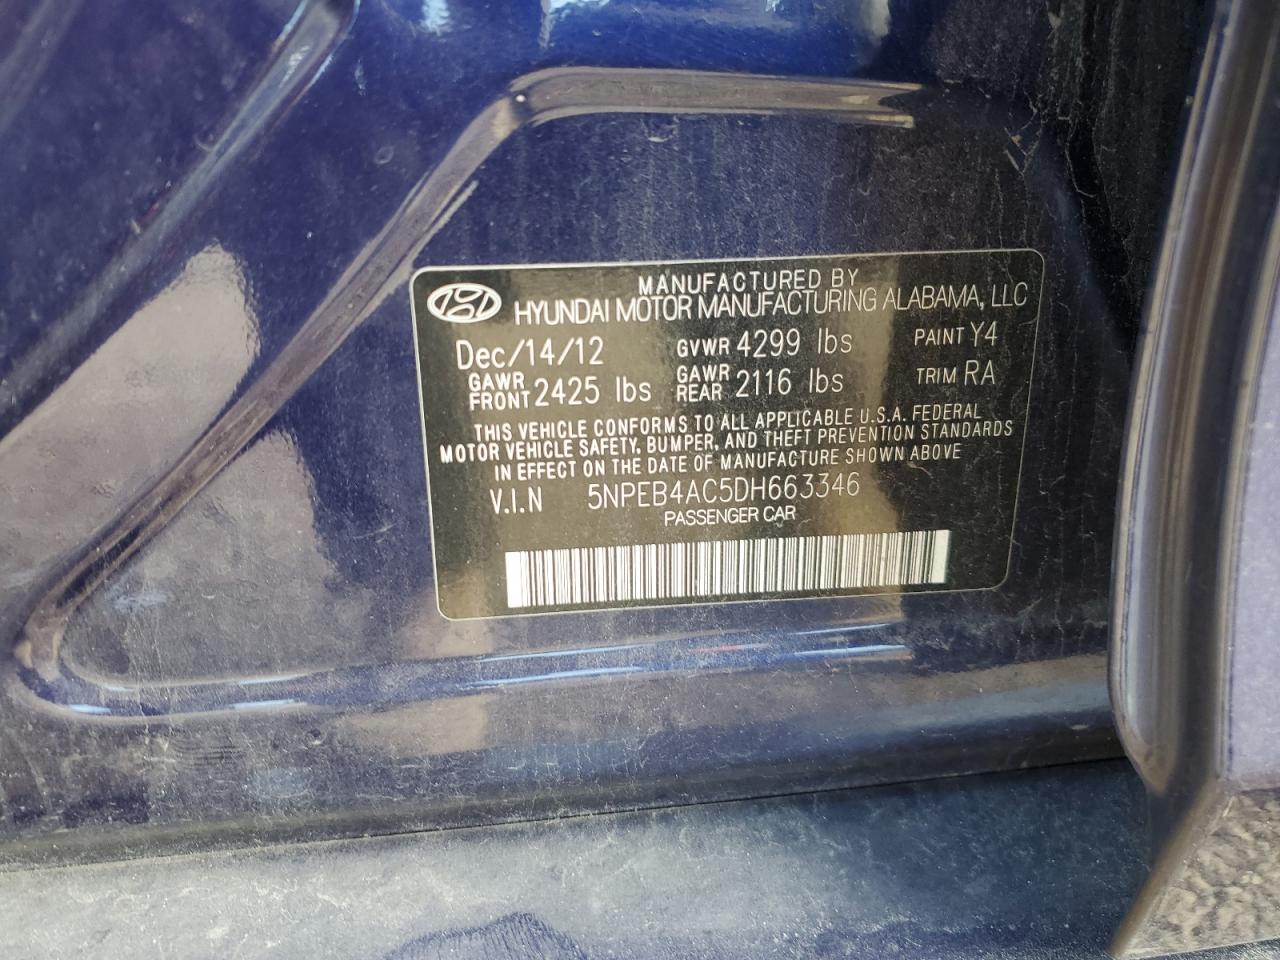 MANUFACTURED BY
HYUNDAI MOTOR MANUFACTURING ALABAMA, LLC
Dec/14/12 GVWR 4299 lbs PAINT Y4
GAWR FRONT 2425 lbs GAWR REAR 2116 lbs TRIM RA
THIS VEHICLE CONFORMS TO ALL APPLICABLE U.S.A. FEDERAL
MOTOR VEHICLE SAFETY, BUMPER, AND THEFT PREVENTION STANDARDS
IN EFFECT ON THE DATE OF MANUFACTURE SHOWN ABOVE
V.I.N 5NPEB4AC5DH663346
PASSENGER CAR